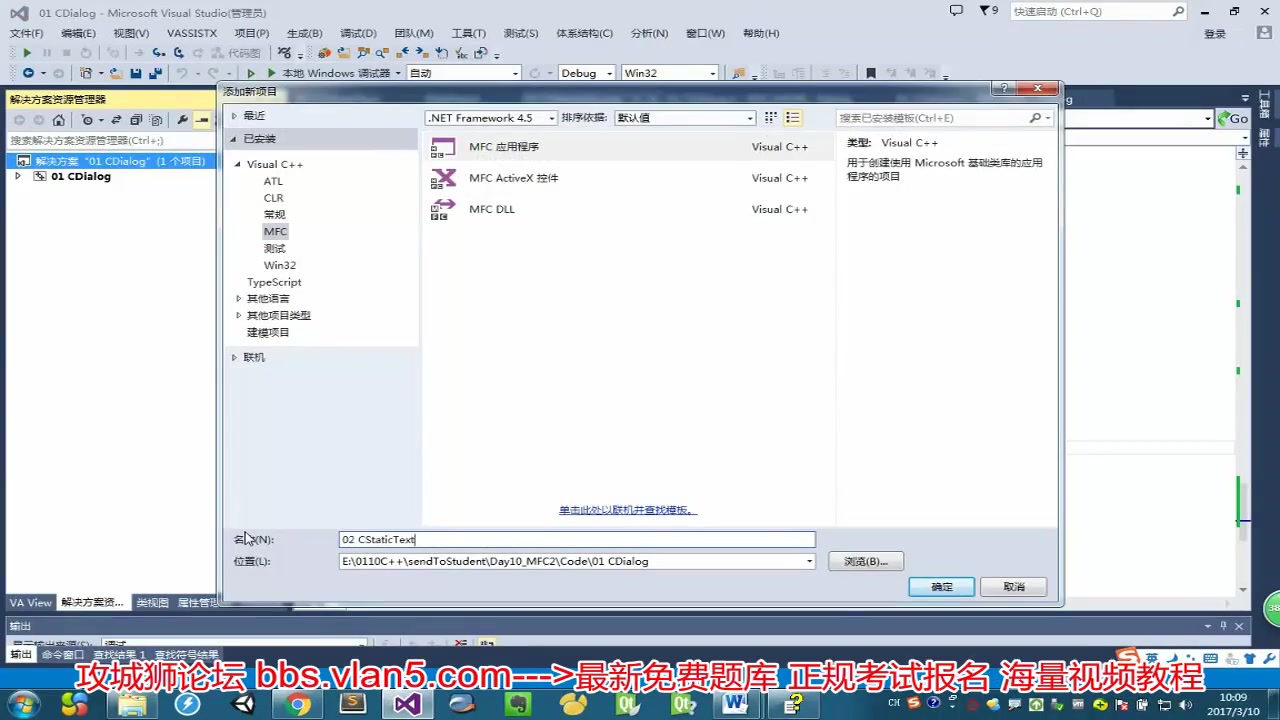 01 CDialog - Microsoft Visual Studio(管理员)
9
快速启动 (Ctrl+Q)
文件(F) 编辑(E) 视图(V) VASSISTX 项目(P) 生成(B) 调试(D) 团队(M) 工具(T) 测试(S) 体系结构(C) 分析(N) 窗口(W) 帮助(H)
登录
代码图
本地 Windows 调试器 自动 Debug Win32
解决方案资源管理器
搜索解决方案资源管理器(Ctrl+;)
解决方案 "01 CDialog" (1 个项目)
01 CDialog
添加新项目
最近
已安装
Visual C++
ATL
CLR
常规
MFC
测试
Win32
TypeScript
其他语言
其他项目类型
建模项目
联机
.NET Framework 4.5 排序依据: 默认值
搜索已安装模板(Ctrl+E)
MFC 应用程序 Visual C++
MFC ActiveX 控件 Visual C++
MFC DLL Visual C++
类型: Visual C++
用于创建使用 Microsoft 基础类库的应用
程序的项目
单击此处以联机并查找模板。
(N): 02 CStaticText
位置(L): E:\0110C++\sendToStudent\Day10_MFC2\Code\01 CDialog
浏览(B)...
确定 取消
Go
VA View 解决方案资... 类视图
输出
输出 命令窗口 查找结果 1 查找符号结果
攻城狮论坛 bbs.vlan5.com--->最新免费题库 正规考试报名 海量视频教程
CH
10:09
2017/3/10